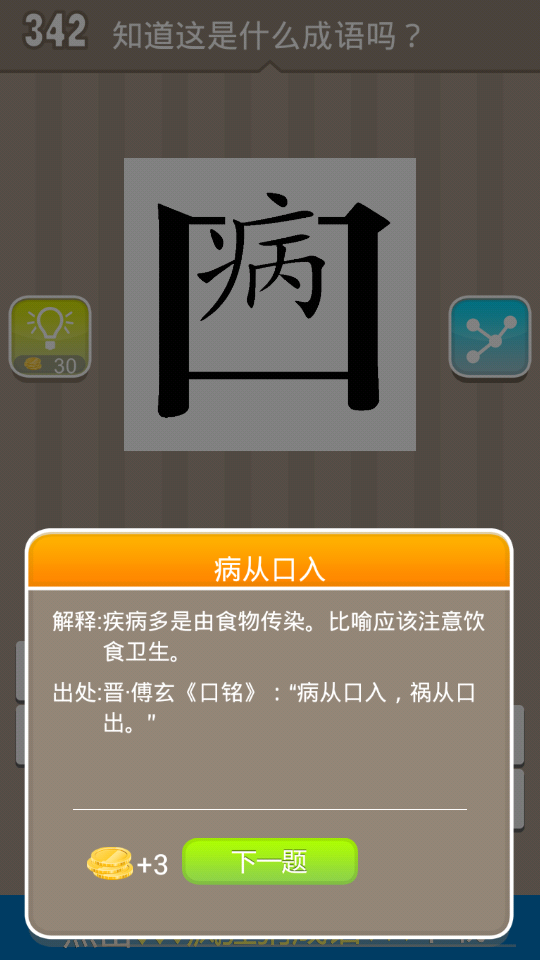 342
知道这是什么成语吗？
病
口
30
病从口入
解释:疾病多是由食物传染。比喻应该注意饮
食卫生。
出处:晋·傅玄《口铭》："病从口入，祸从口
出。"
+3
下一题